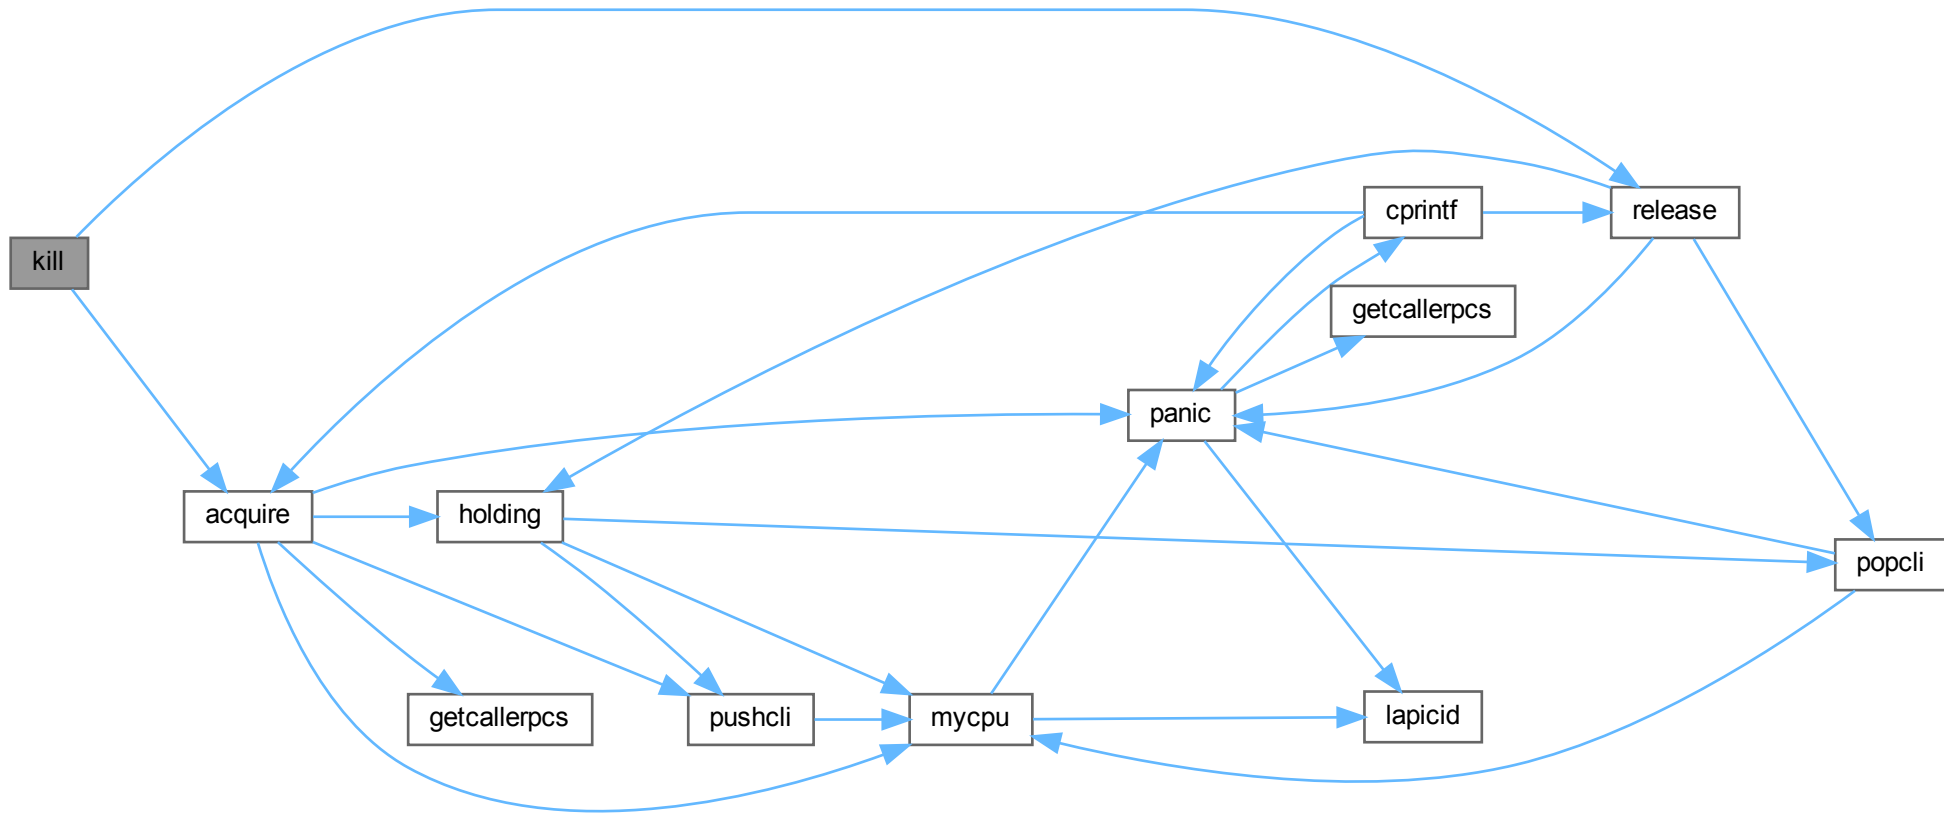 cprintf
release
kill
getcallerpcs
panic
acquire
holding
popcli
getcallerpcs
pushcli
mycpu
lapicid